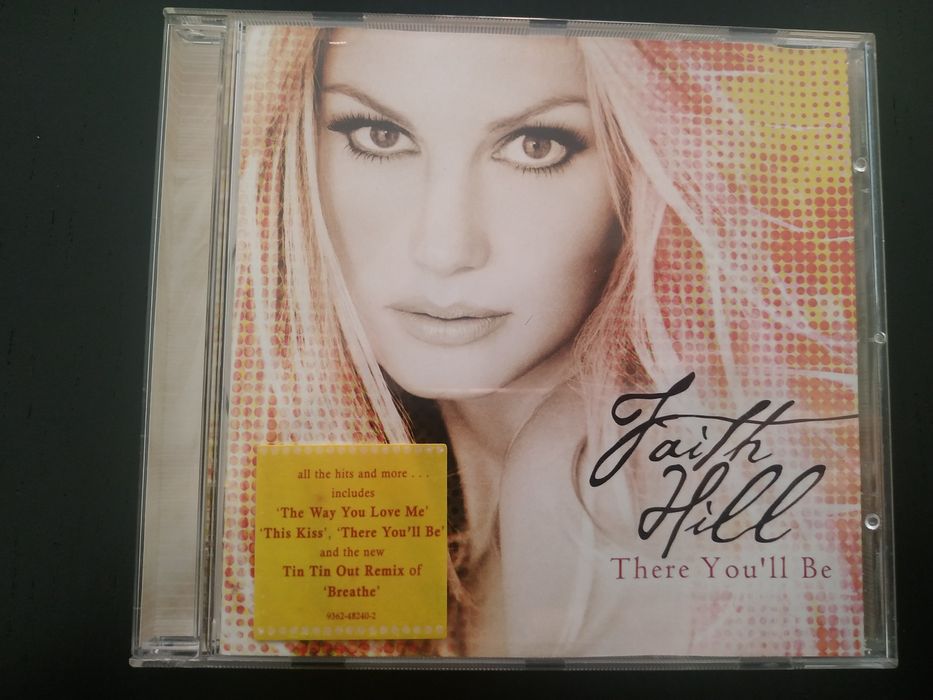 Faith
Hill
There You'll Be
all the hits and more . . .
includes
'The Way You Love Me'
'This Kiss', 'There You'll Be'
and the new
Tin Tin Out Remix of
'Breathe'
9362-48240-2